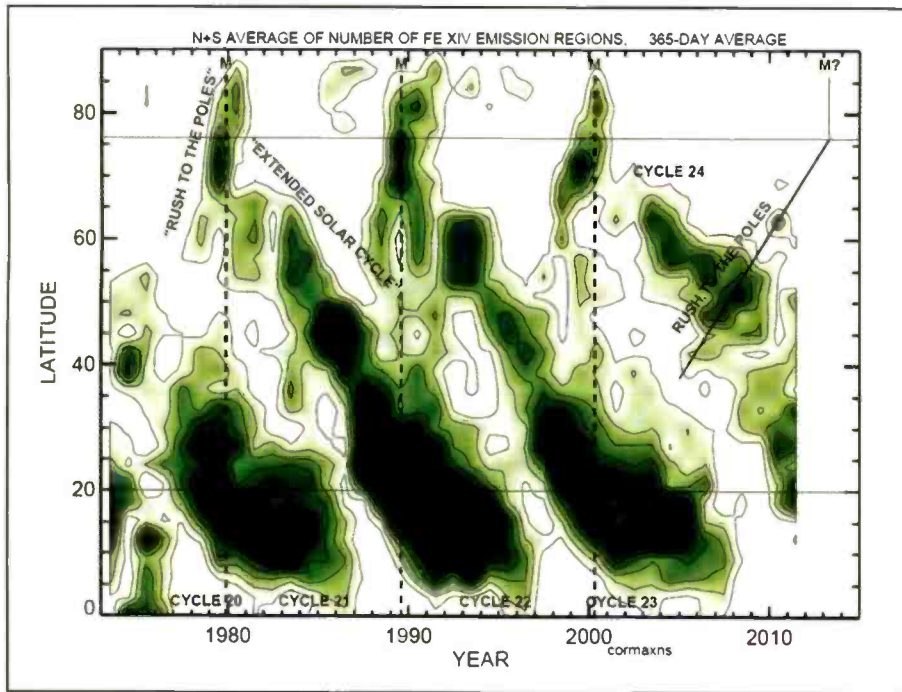 N+S AVERAGE OF NUMBER OF FE XIV EMISSION REGIONS, 365-DAY AVERAGE
M
M
M
M?
"RUSH TO THE POLES"
"EXTENDED SOLAR CYCLE"
CYCLE 24
RUSH TO THE POLES
LATITUDE
80
60
40
20
0
CYCLE 20
CYCLE 21
CYCLE 22
CYCLE 23
1980
1990
2000
2010
YEAR
cormaxns